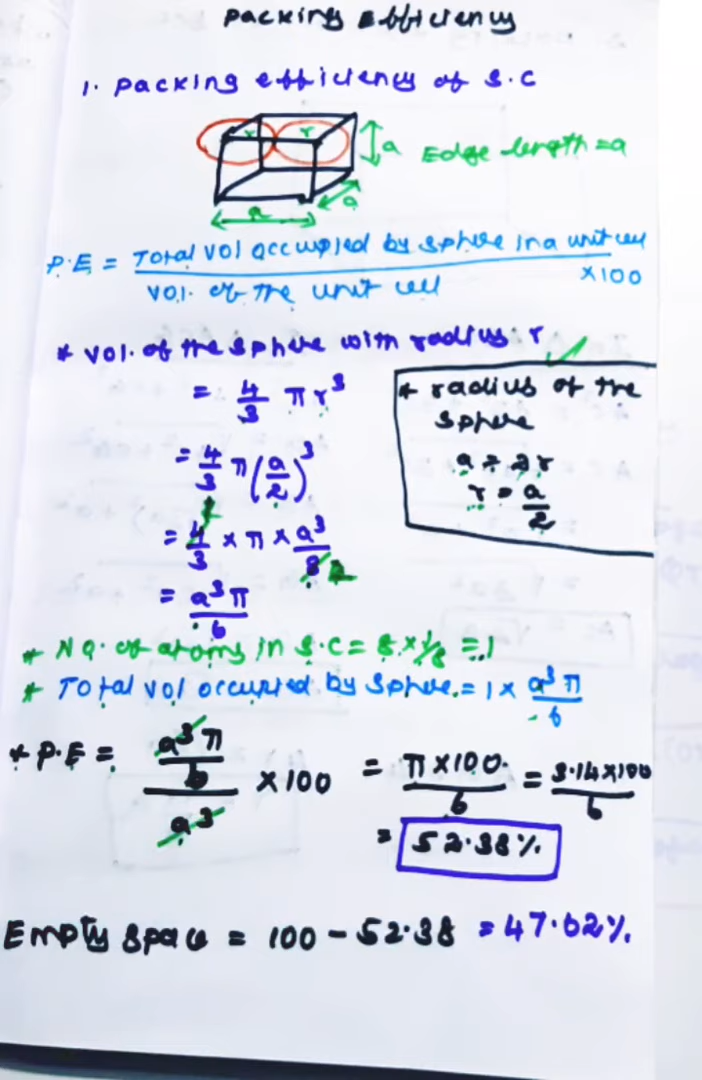 Packing Efficiency
1. Packing efficiency of S.C
r r a Edge length = a
a a
P.E = Total vol occupied by sphere in a unit cell / vol. of the unit cell × 100
* vol. of the sphere with radius r
= 4/3 π r³
= 4/3 π (a/2)³
= 4/3 × π × a³/8 2
= a³π/6
* radius of the
sphere
a = 2r
r = a/2
* No. of atoms in S.C = 8 × 1/8 = 1
* Total vol occupied by sphere = 1 × a³π/6
* P.E = (a³π/6)/a³ × 100 = π × 100/6 = 3.14 × 100/6
= 52.38%
Empty space = 100 - 52.38 = 47.62%